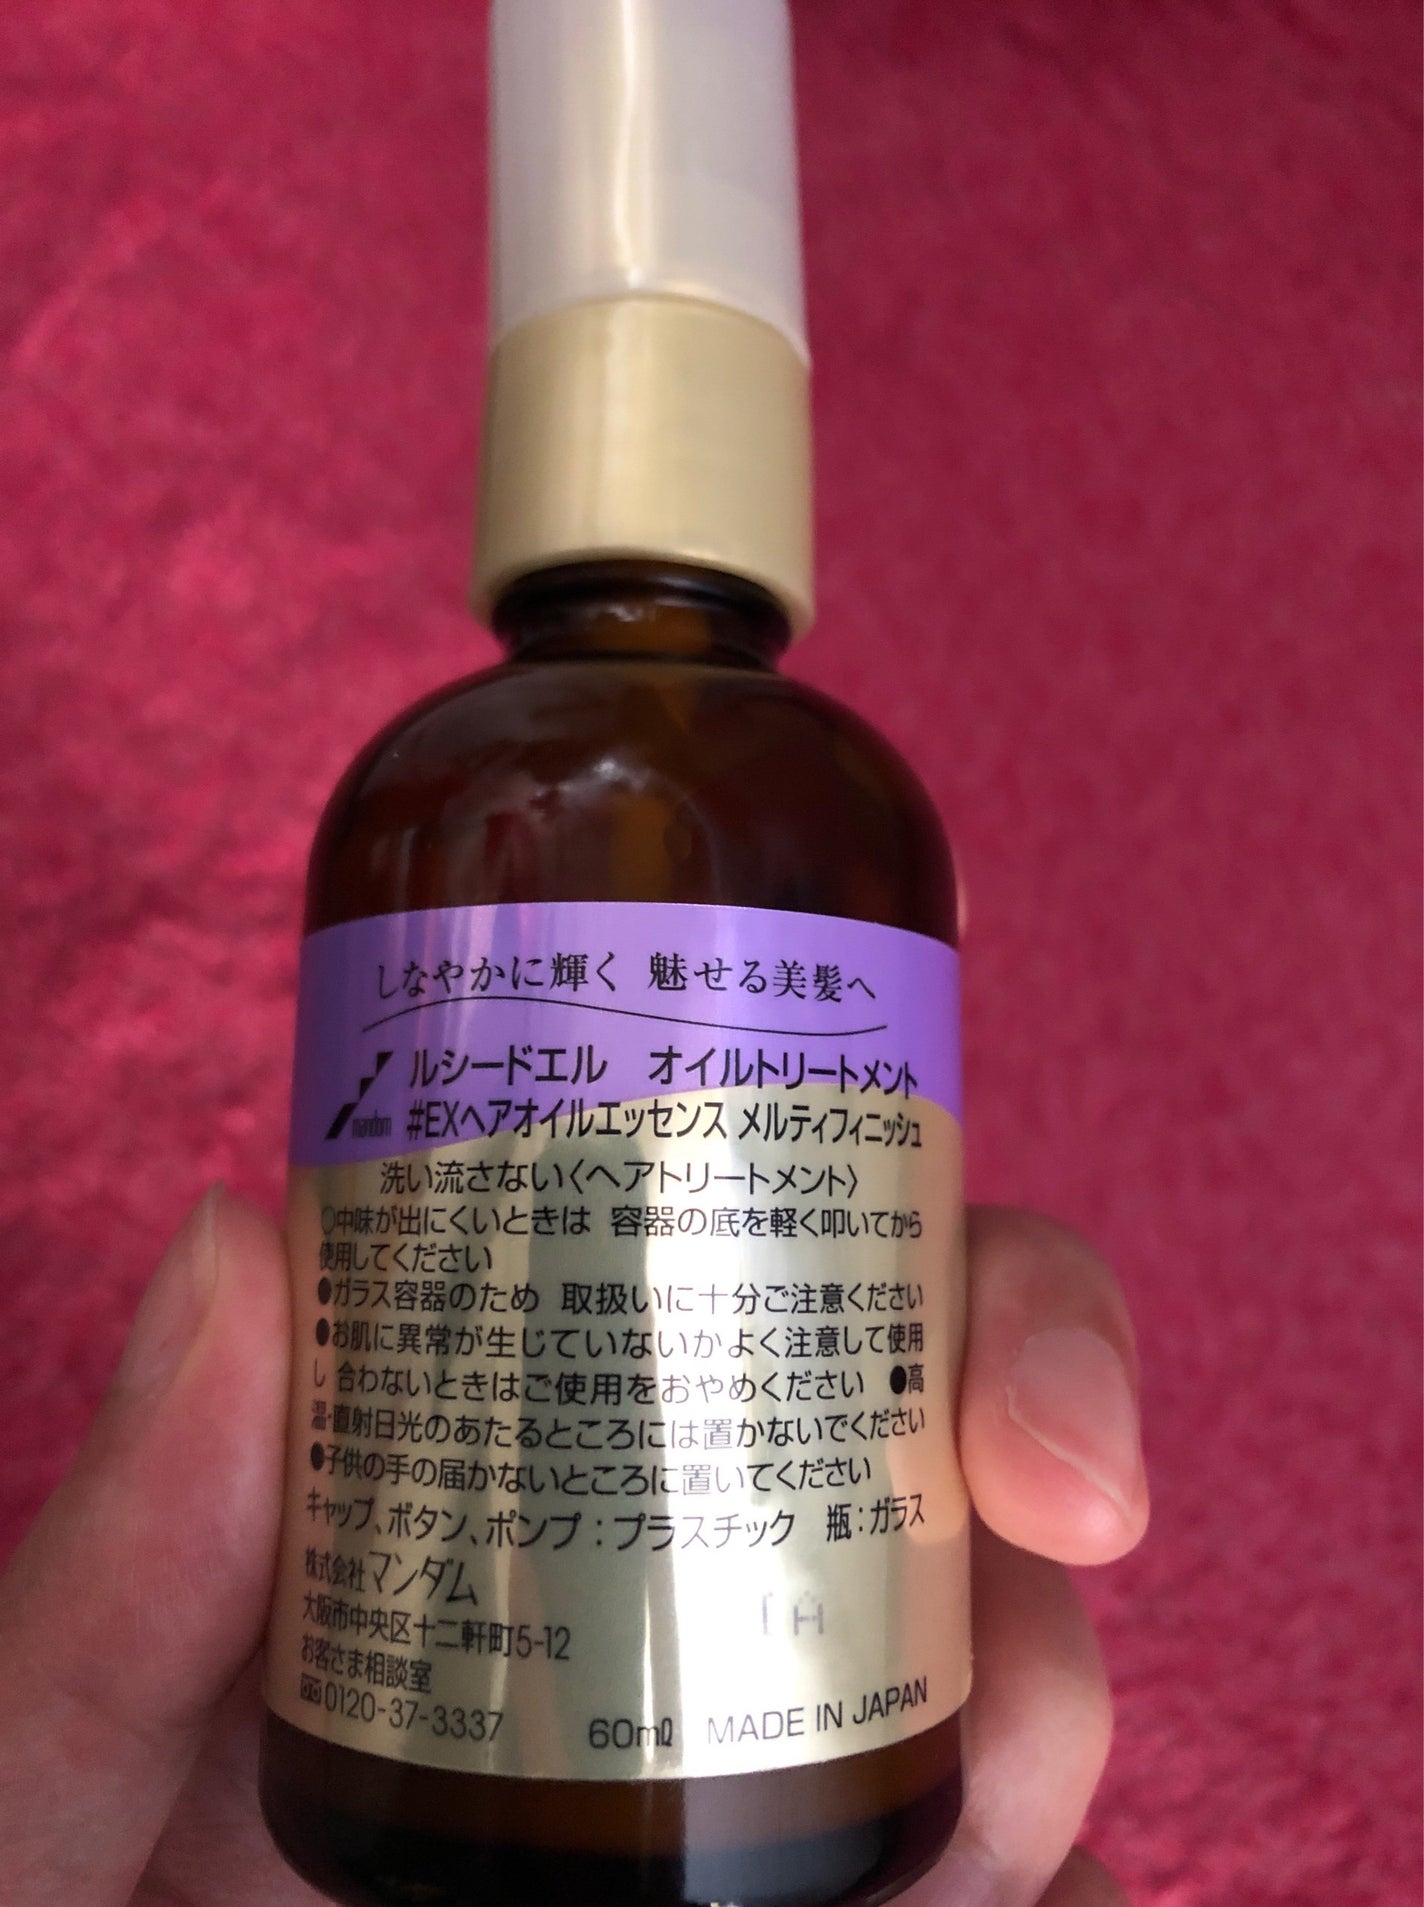 しなやかに輝く 魅せる美髪へ
ルシードエル オイルトリートメント
mandom #EXヘアオイルエッセンス メルティフィニッシュ
洗い流さない〈ヘアトリートメント〉
○中味が出にくいときは 容器の底を軽く叩いてから
使用してください
●ガラス容器のため 取扱いに十分ご注意ください
●お肌に異常が生じていないかよく注意して使用
し 合わないときはご使用をおやめください ●高
温・直射日光のあたるところには置かないでください
●子供の手の届かないところに置いてください
キャップ、ボタン、ポンプ：プラスチック 瓶：ガラス
株式会社マンダム
大阪市中央区十二軒町5-12
お客さま相談室
0120-37-3337
60mℓ MADE IN JAPAN